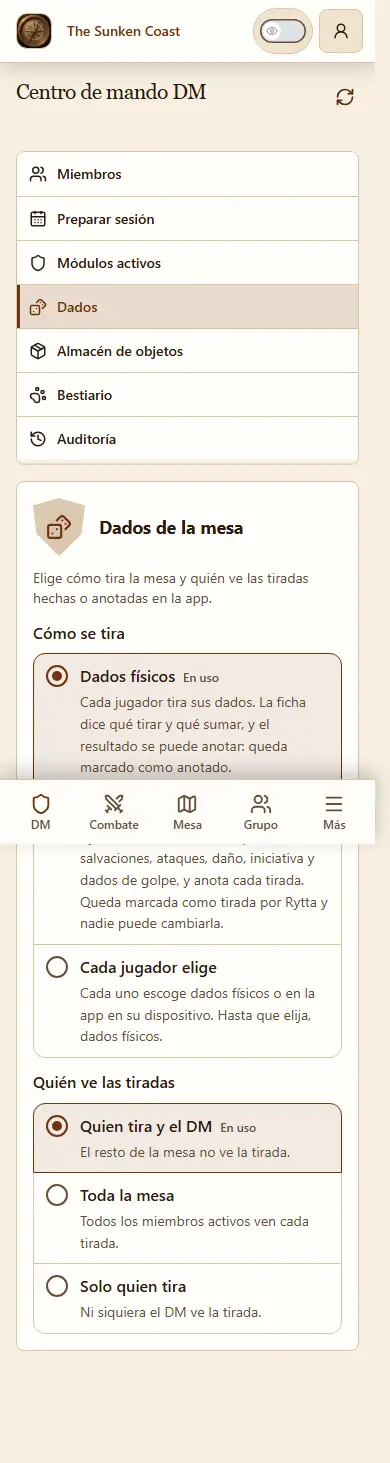 The Sunken Coast
Centro de mando DM
Miembros
Preparar sesión
Módulos activos
Dados
Almacén de objetos
Bestiario
Auditoría
Dados de la mesa
Elige cómo tira la mesa y quién ve las tiradas
hechas o anotadas en la app.
Cómo se tira
Dados físicos En uso
Cada jugador tira sus dados. La ficha
dice qué tirar y qué sumar, y el
resultado se puede anotar: queda
marcado como anotado.
DM
Combate
Mesa
Grupo
Más
salvaciones, ataques, daño, iniciativa y
dados de golpe, y anota cada tirada.
Queda marcada como tirada por Rytta y
nadie puede cambiarla.
Cada jugador elige
Cada uno escoge dados físicos o en la
app en su dispositivo. Hasta que elija,
dados físicos.
Quién ve las tiradas
Quien tira y el DM En uso
El resto de la mesa no ve la tirada.
Toda la mesa
Todos los miembros activos ven cada
tirada.
Solo quien tira
Ni siquiera el DM ve la tirada.